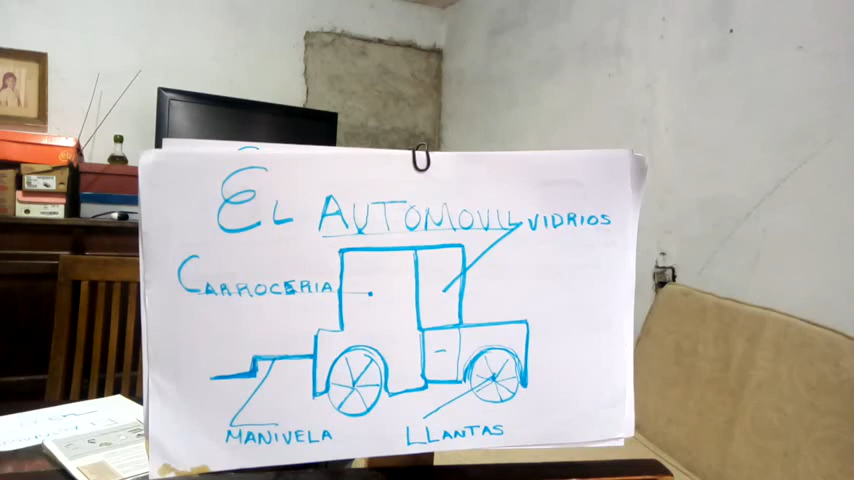 EL AUTOMOVIL
VIDRIOS
CARROCERIA
MANIVELA
LLANTAS